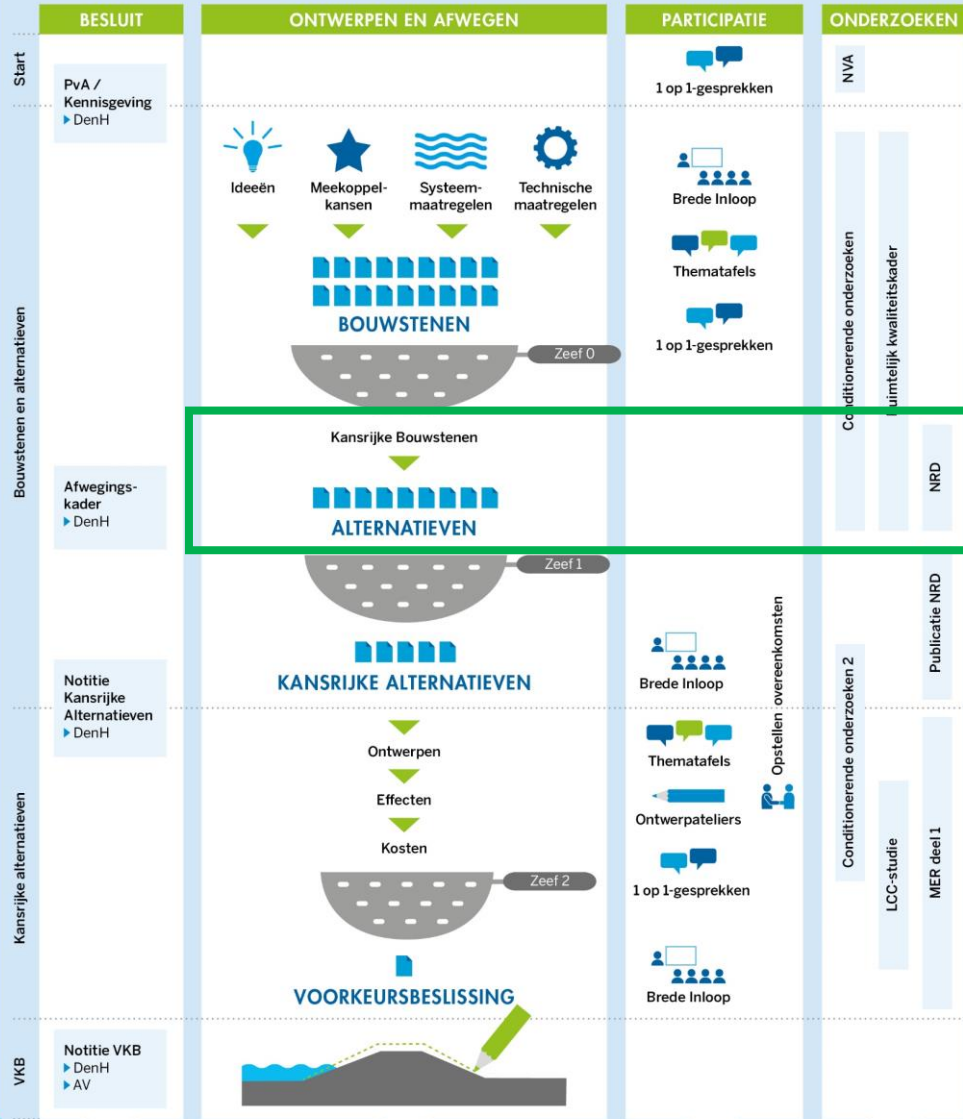 BESLUIT
ONTWERPEN EN AFWEGEN
PARTICIPATIE
ONDERZOEKEN
Start
PvA /
Kennisgeving
DenH
1 op 1-gesprekken
NVA
Bouwstenen en alternatieven
Ideeën
Meekoppel-
kansen
Systeem-
maatregelen
Technische
maatregelen
BOUWSTENEN
Zeef 0
Brede Inloop
Thematafels
1 op 1-gesprekken
Conditionerende onderzoeken
Ruimtelijk kwaliteitskader
Afwegings-
kader
DenH
Kansrijke Bouwstenen
ALTERNATIEVEN
NRD
Zeef 1
KANSRIJKE ALTERNATIEVEN
Brede Inloop
Publicatie NRD
Notitie
Kansrijke
Alternatieven
DenH
Kansrijke alternatieven
Ontwerpen
Effecten
Kosten
Zeef 2
VOORKEURSBESLISSING
Thematafels
Ontwerpateliers
1 op 1-gesprekken
Brede Inloop
Opstellen overeenkomsten
Conditionerende onderzoeken 2
LCC-studie
MER deel 1
VKB
Notitie VKB
DenH
AV